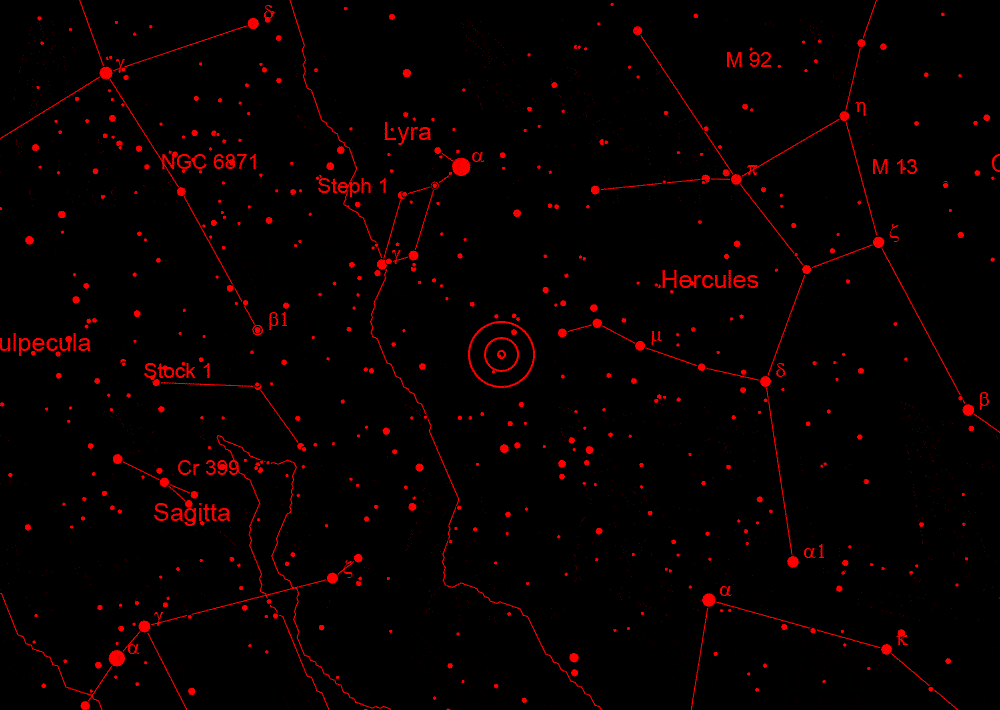 δ
γ
M 92
η
Lyra
α
NGC 6871
π
M 13
Steph 1
ζ
γ
Hercules
β1
μ
ulpecula
Stock 1
δ
β
Cr 399
Sagitta
α1
ζ
α
γ
κ
α